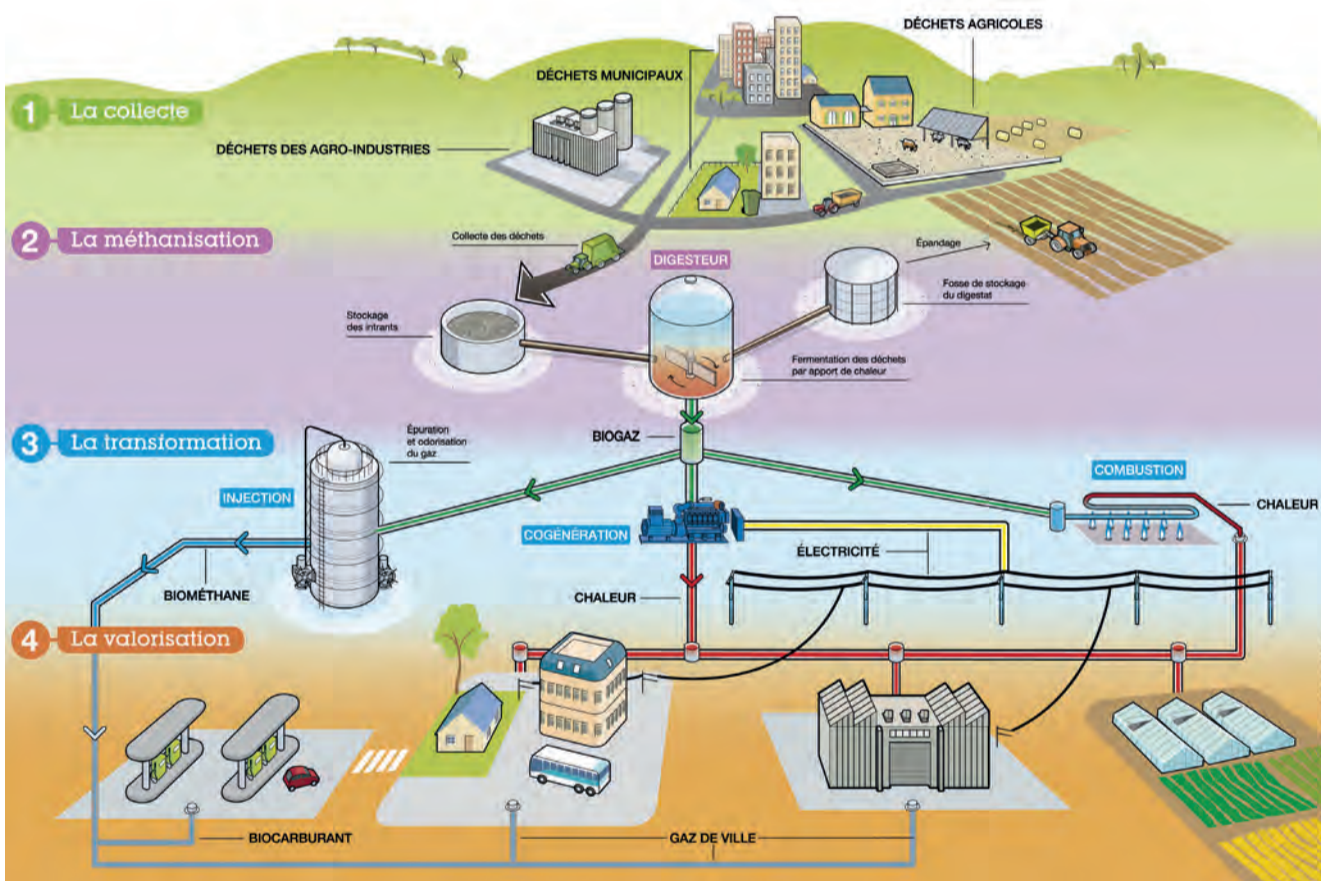 DÉCHETS AGRICOLES
DÉCHETS MUNICIPAUX
1 La collecte
DÉCHETS DES AGRO-INDUSTRIES
2 La méthanisation
Collecte des déchets
DIGESTEUR
Épandage
Fosse de stockage
du digestat
Stockage
des intrants
Fermentation des déchets
par apport de chaleur
3 La transformation
Épuration
et odorisation
du gaz
BIOGAZ
INJECTION
COMBUSTION
CHALEUR
COGÉNÉRATION
ÉLECTRICITÉ
BIOMÉTHANE
CHALEUR
4 La valorisation
BIOCARBURANT
GAZ DE VILLE